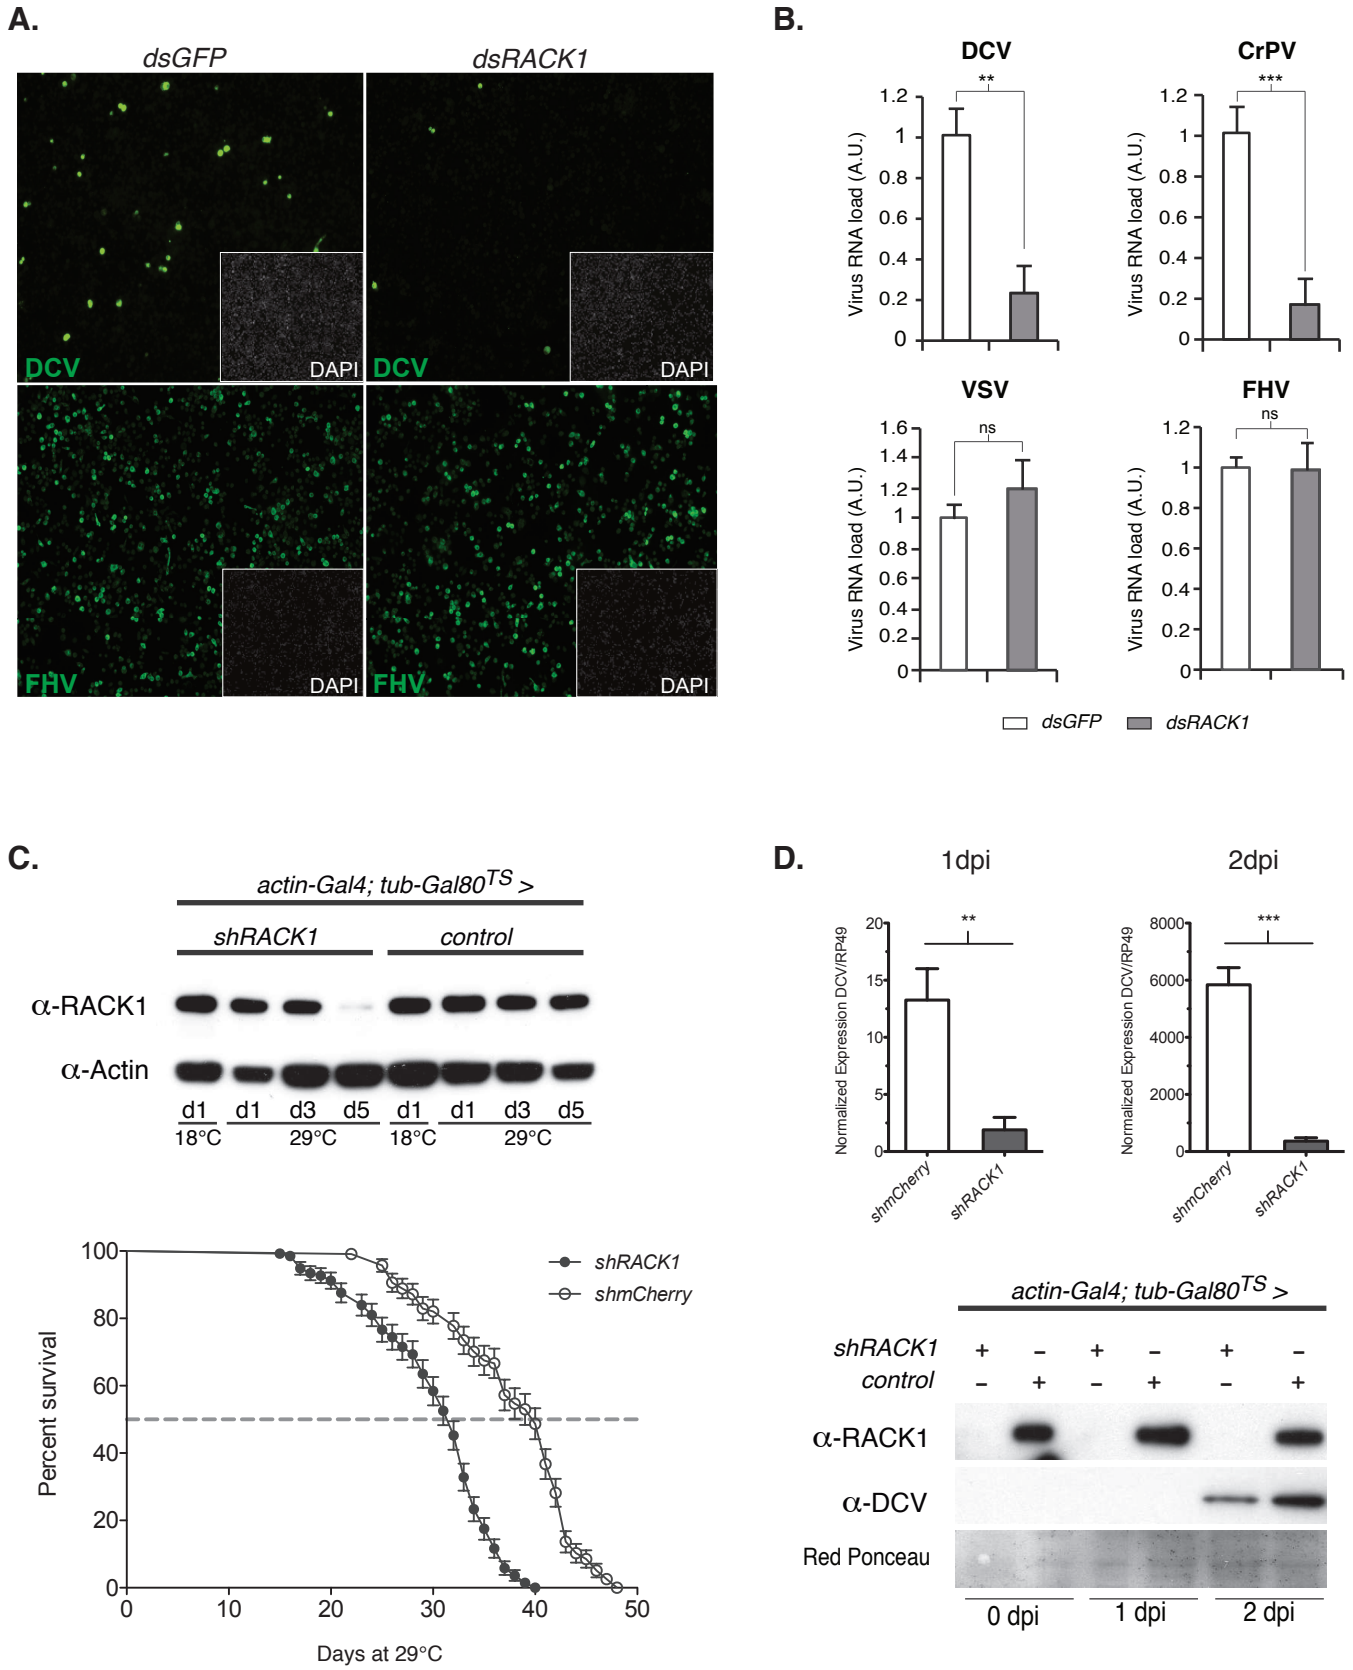 A.
dsGFP
dsRACK1
DCV
DAPI
DCV
DAPI
FHV
DAPI
FHV
DAPI
B.
DCV
**
Virus RNA load (A.U.)
1.2
1
0.8
0.6
0.4
0.2
0
CrPV
***
Virus RNA load (A.U.)
1.2
1
0.8
0.6
0.4
0.2
0
VSV
ns
Virus RNA load (A.U.)
1.6
1.4
1.2
1
0.8
0.6
0.4
0.2
0
FHV
ns
Virus RNA load (A.U.)
1.2
1
0.8
0.6
0.4
0.2
0
dsGFP
dsRACK1
C.
actin-Gal4; tub-Gal80TS >
shRACK1
control
α-RACK1
α-Actin
d1 d1 d3 d5 d1 d1 d3 d5
18°C 29°C 18°C 29°C
Percent survival
100
80
60
40
20
0
shRACK1
shmCherry
0 10 20 30 40 50
Days at 29°C
D.
1dpi
**
Normalized Expression DCV/RP49
20
15
10
5
0
shmCherry
shRACK1
2dpi
***
Normalized Expression DCV/RP49
8000
6000
4000
2000
0
shmCherry
shRACK1
actin-Gal4; tub-Gal80TS >
shRACK1 + – + – + –
control – + – + – +
α-RACK1
α-DCV
Red Ponceau
0 dpi 1 dpi 2 dpi